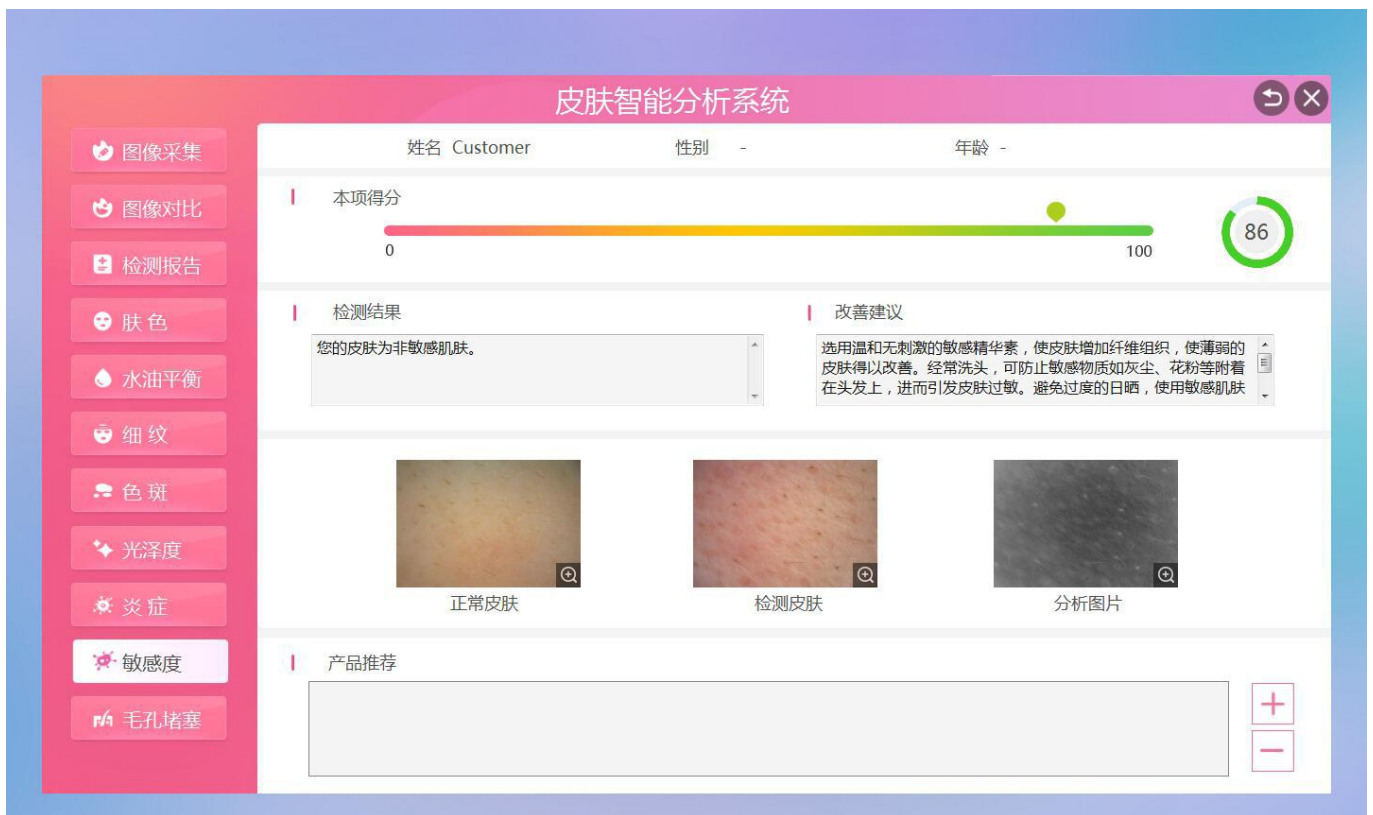 皮肤智能分析系统
图像采集
图像对比
检测报告
肤色
水油平衡
细纹
色斑
光泽度
炎症
敏感度
毛孔堵塞
姓名 Customer 性别 - 年龄 -
本项得分
0 100
86
检测结果
您的皮肤为非敏感肌肤。
改善建议
选用温和无刺激的敏感精华素，使皮肤增加纤维组织，使薄弱的
皮肤得以改善。经常洗头，可防止敏感物质如灰尘、花粉等附着
在头发上，进而引发皮肤过敏。避免过度的日晒，使用敏感肌肤
正常皮肤
检测皮肤
分析图片
产品推荐